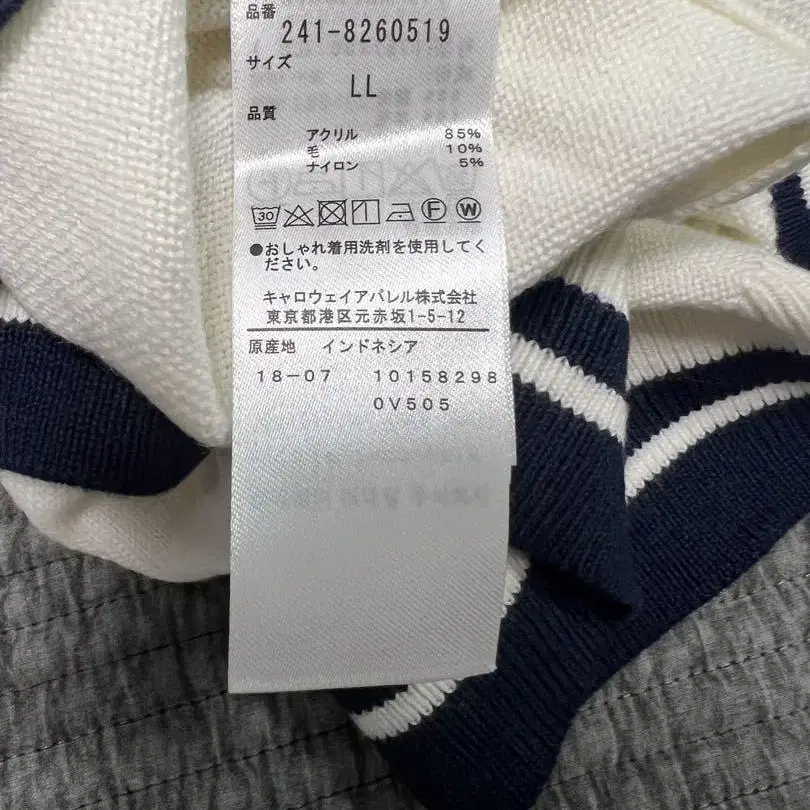 品番
241-8260519
サイズ
LL
品質
アクリル 85%
毛 10%
ナイロン 5%
30 F W
●おしゃれ着用洗剤を使用してく
ださい。
キャロウェイアパレル株式会社
東京都港区元赤坂1-5-12
原産地 インドネシア
18-07 10158298
0V505